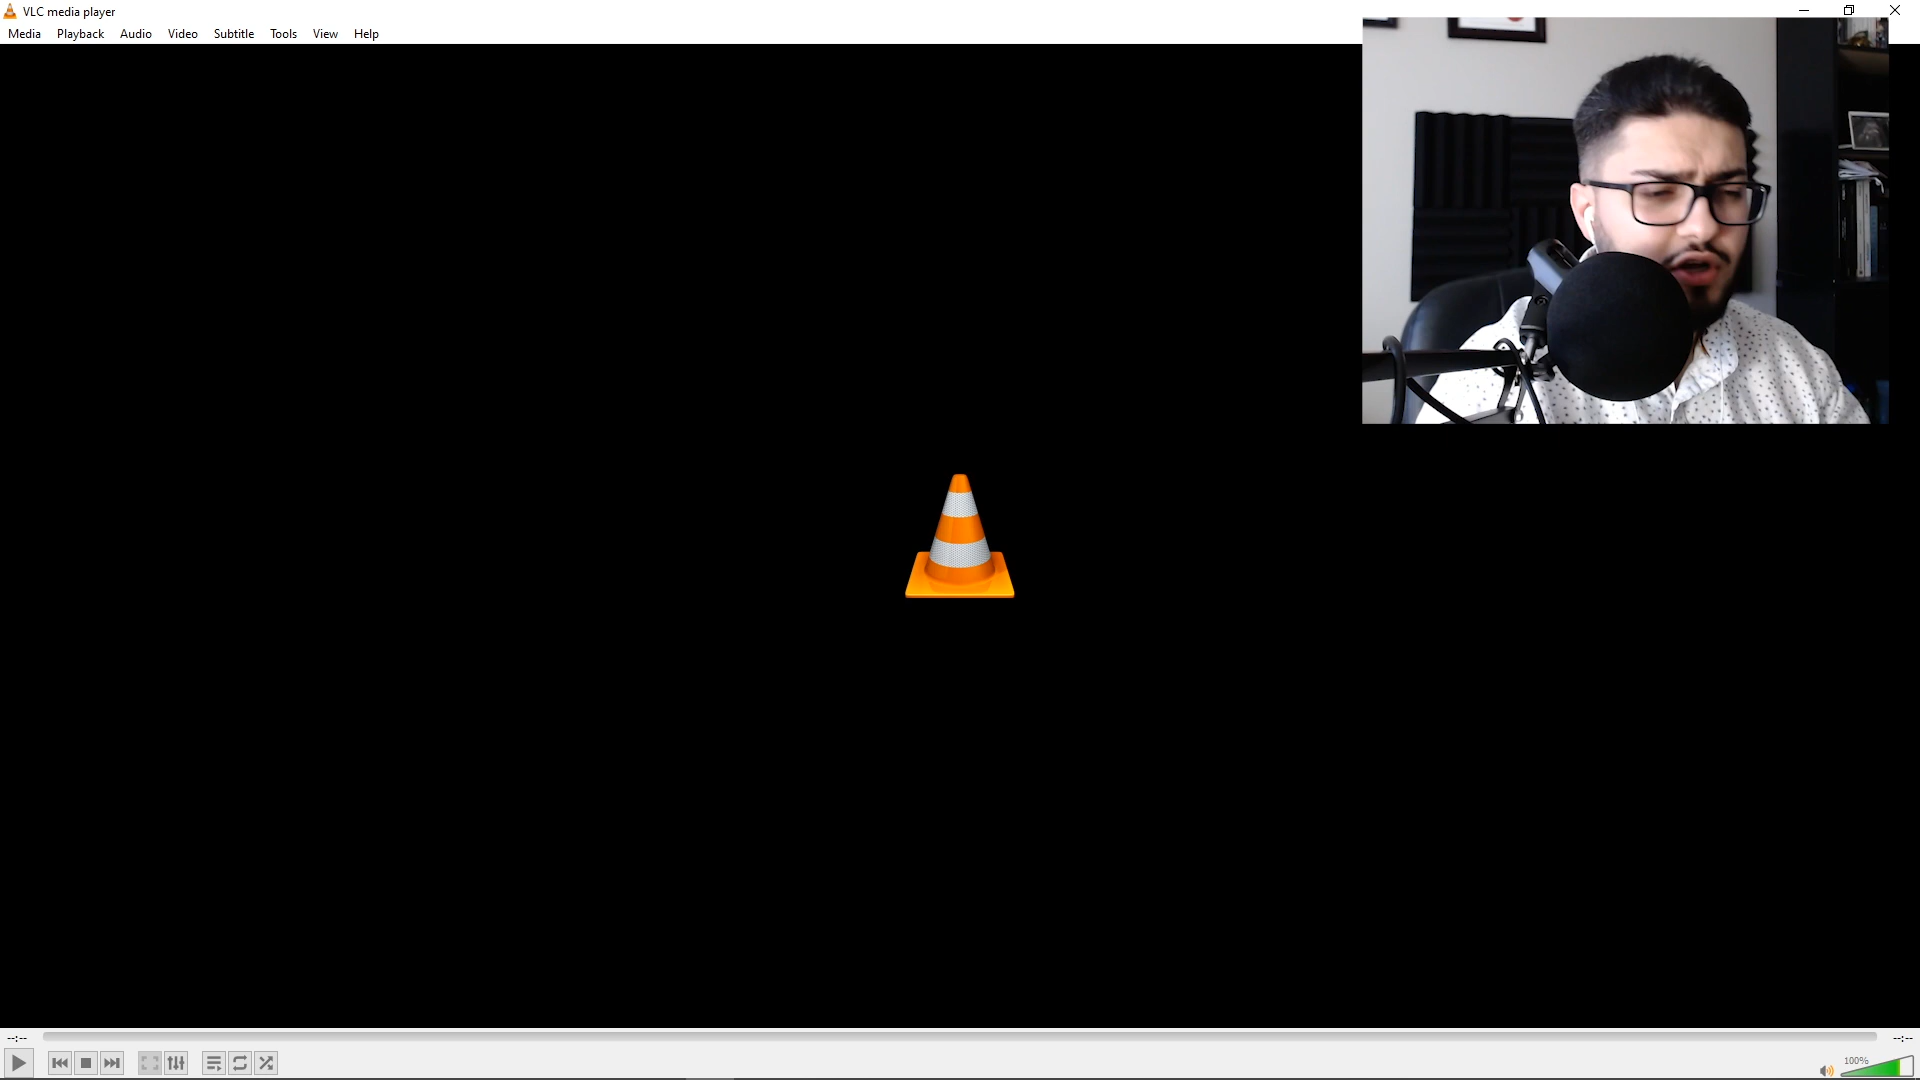 VLC media player
Media Playback Audio Video Subtitle Tools View Help
--:-- --:--
100%